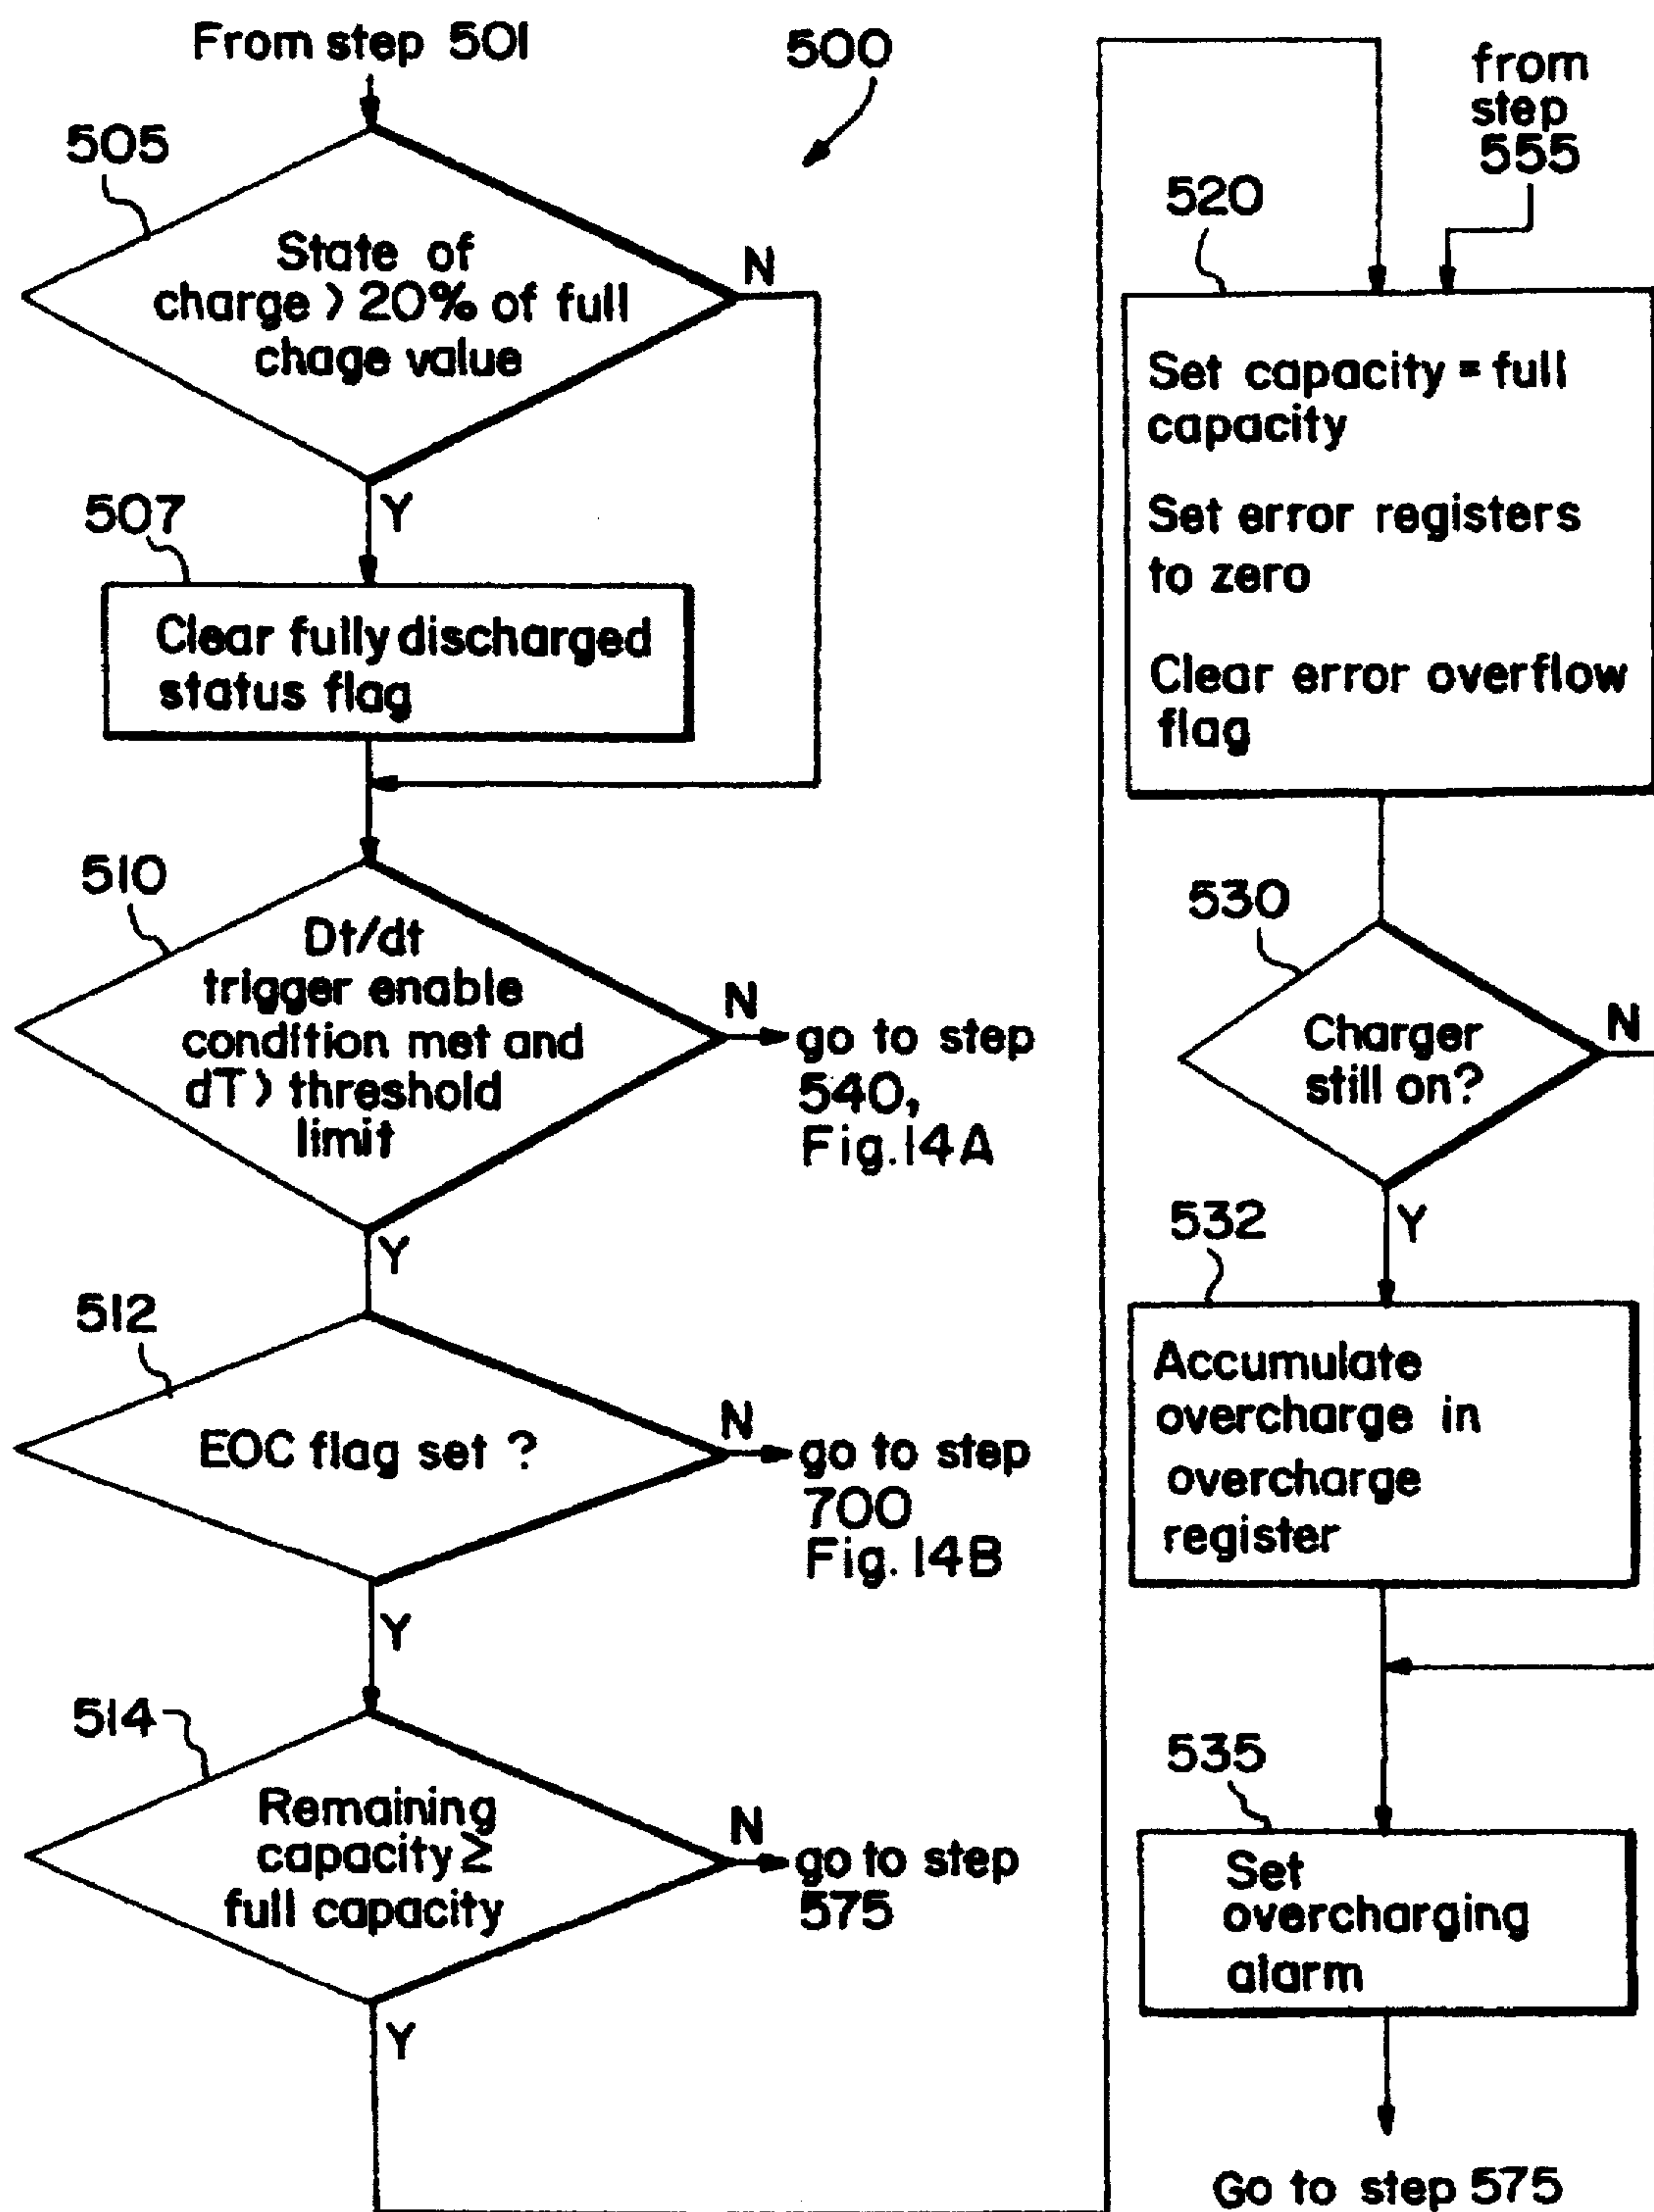 From step 501
500
505
State of
charge > 20% of full
chage value
N
Y
507
Clear fully discharged
status flag
510
Dt/dt
trigger enable
condition met and
dT > threshold
limit
N
go to step
540,
Fig. 14A
Y
512
EOC flag set ?
N
go to step
700
Fig. 14B
Y
514
Remaining
capacity ≥
full capacity
N
go to step
575
Y
from
step
555
520
Set capacity = full
capacity
Set error registers
to zero
Clear error overflow
flag
530
Charger
still on?
N
Y
532
Accumulate
overcharge in
overcharge
register
535
Set
overcharging
alarm
Go to step 575